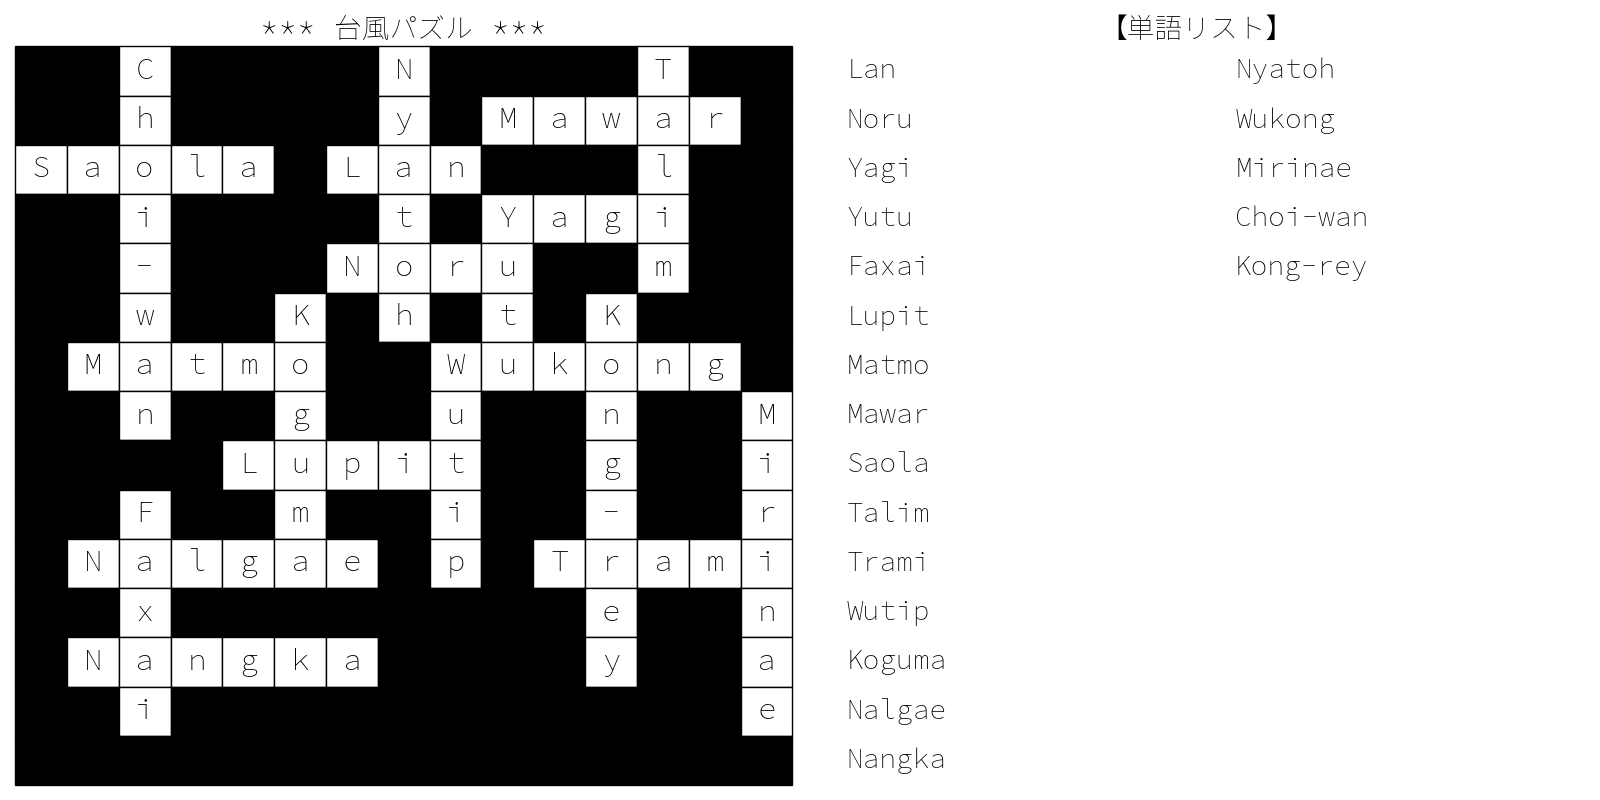 *** 台風パズル ***
C N T
h y M a w a r
S a o l a L a n l
i t Y a g i
- N o r u m
w K h t K
M a t m o W u k o n g
n g u n M
L u p i t g i
F m i - r
N a l g a e p T r a m i
x e n
N a n g k a y a
i e
【単語リスト】
Lan Nyatoh
Noru Wukong
Yagi Mirinae
Yutu Choi-wan
Faxai Kong-rey
Lupit
Matmo
Mawar
Saola
Talim
Trami
Wutip
Koguma
Nalgae
Nangka